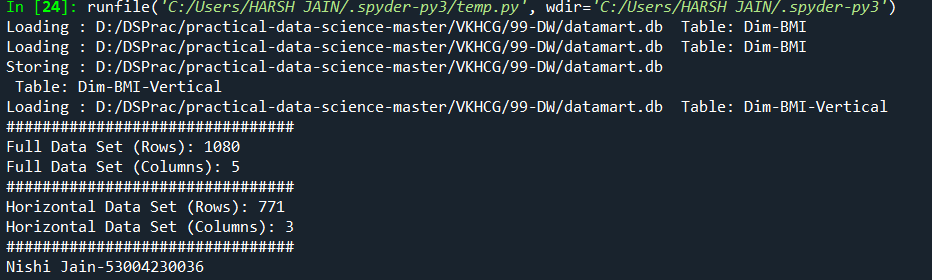 In [24]: runfile('C:/Users/HARSH JAIN/.spyder-py3/temp.py', wdir='C:/Users/HARSH JAIN/.spyder-py3')
Loading : D:/DSPrac/practical-data-science-master/VKHCG/99-DW/datamart.db  Table: Dim-BMI
Loading : D:/DSPrac/practical-data-science-master/VKHCG/99-DW/datamart.db  Table: Dim-BMI
Storing : D:/DSPrac/practical-data-science-master/VKHCG/99-DW/datamart.db
 Table: Dim-BMI-Vertical
Loading : D:/DSPrac/practical-data-science-master/VKHCG/99-DW/datamart.db  Table: Dim-BMI-Vertical
################################
Full Data Set (Rows): 1080
Full Data Set (Columns): 5
################################
Horizontal Data Set (Rows): 771
Horizontal Data Set (Columns): 3
################################
Nishi Jain-53004230036